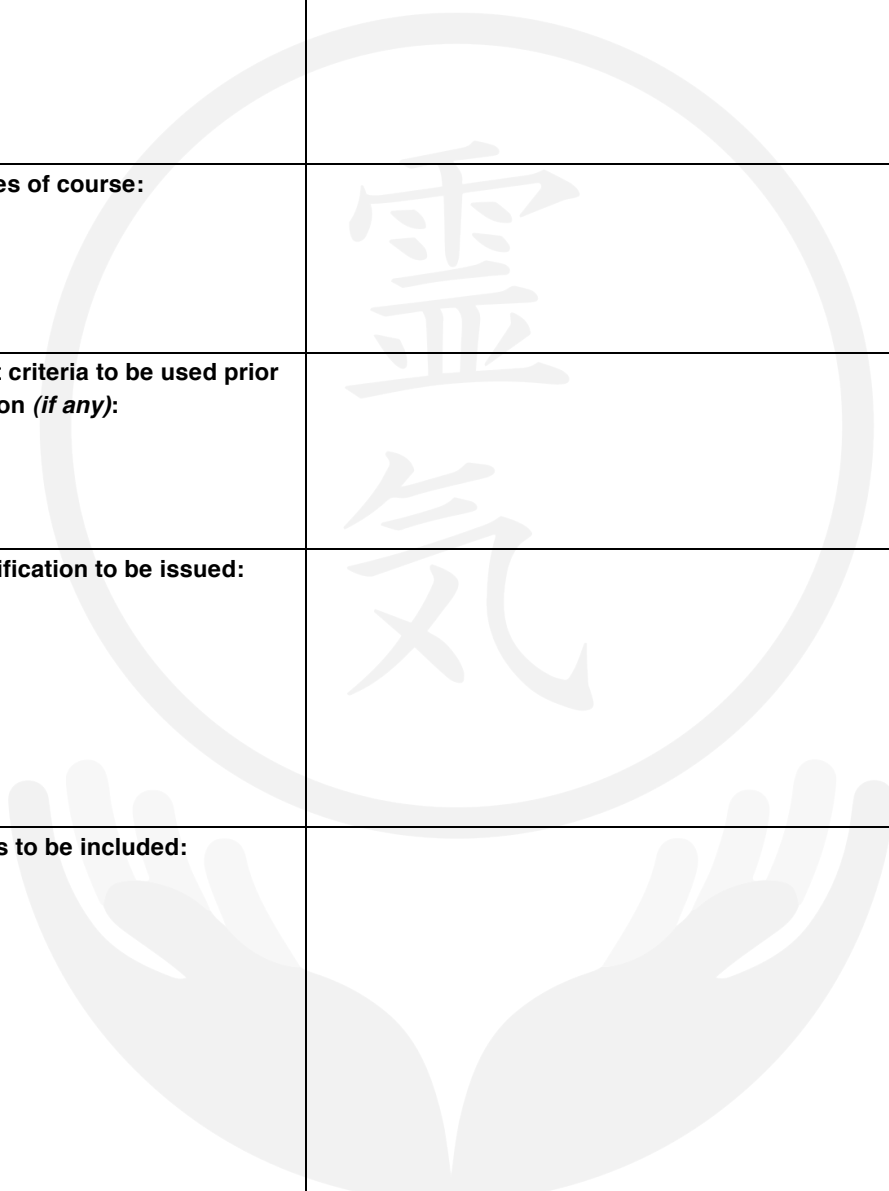 es of course:
霊
criteria to be used prior
on (if any):
気
ification to be issued:
s to be included: